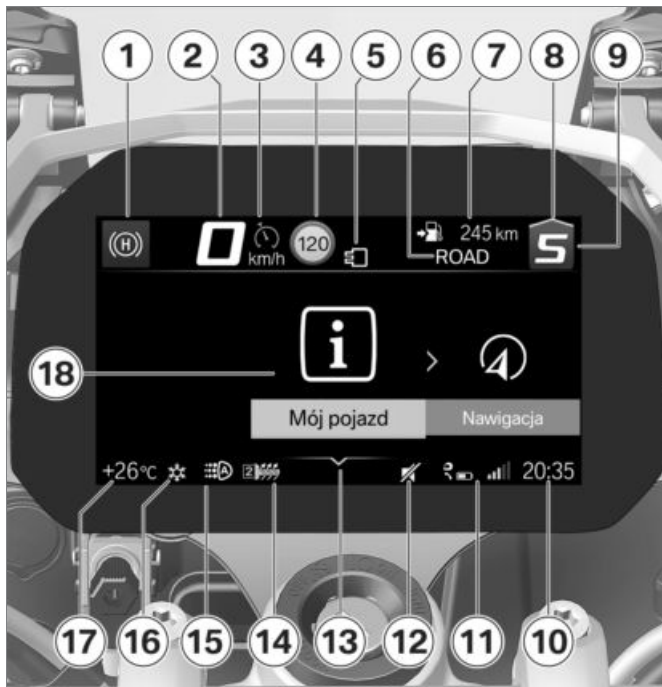 1 2 3 4 5 6 7 8 9
(H) 0 km/h 120 245 km
ROAD S
i
18
Mój pojazd Nawigacja
+26°C A 2 20:35
17 16 15 14 13 12 11 10